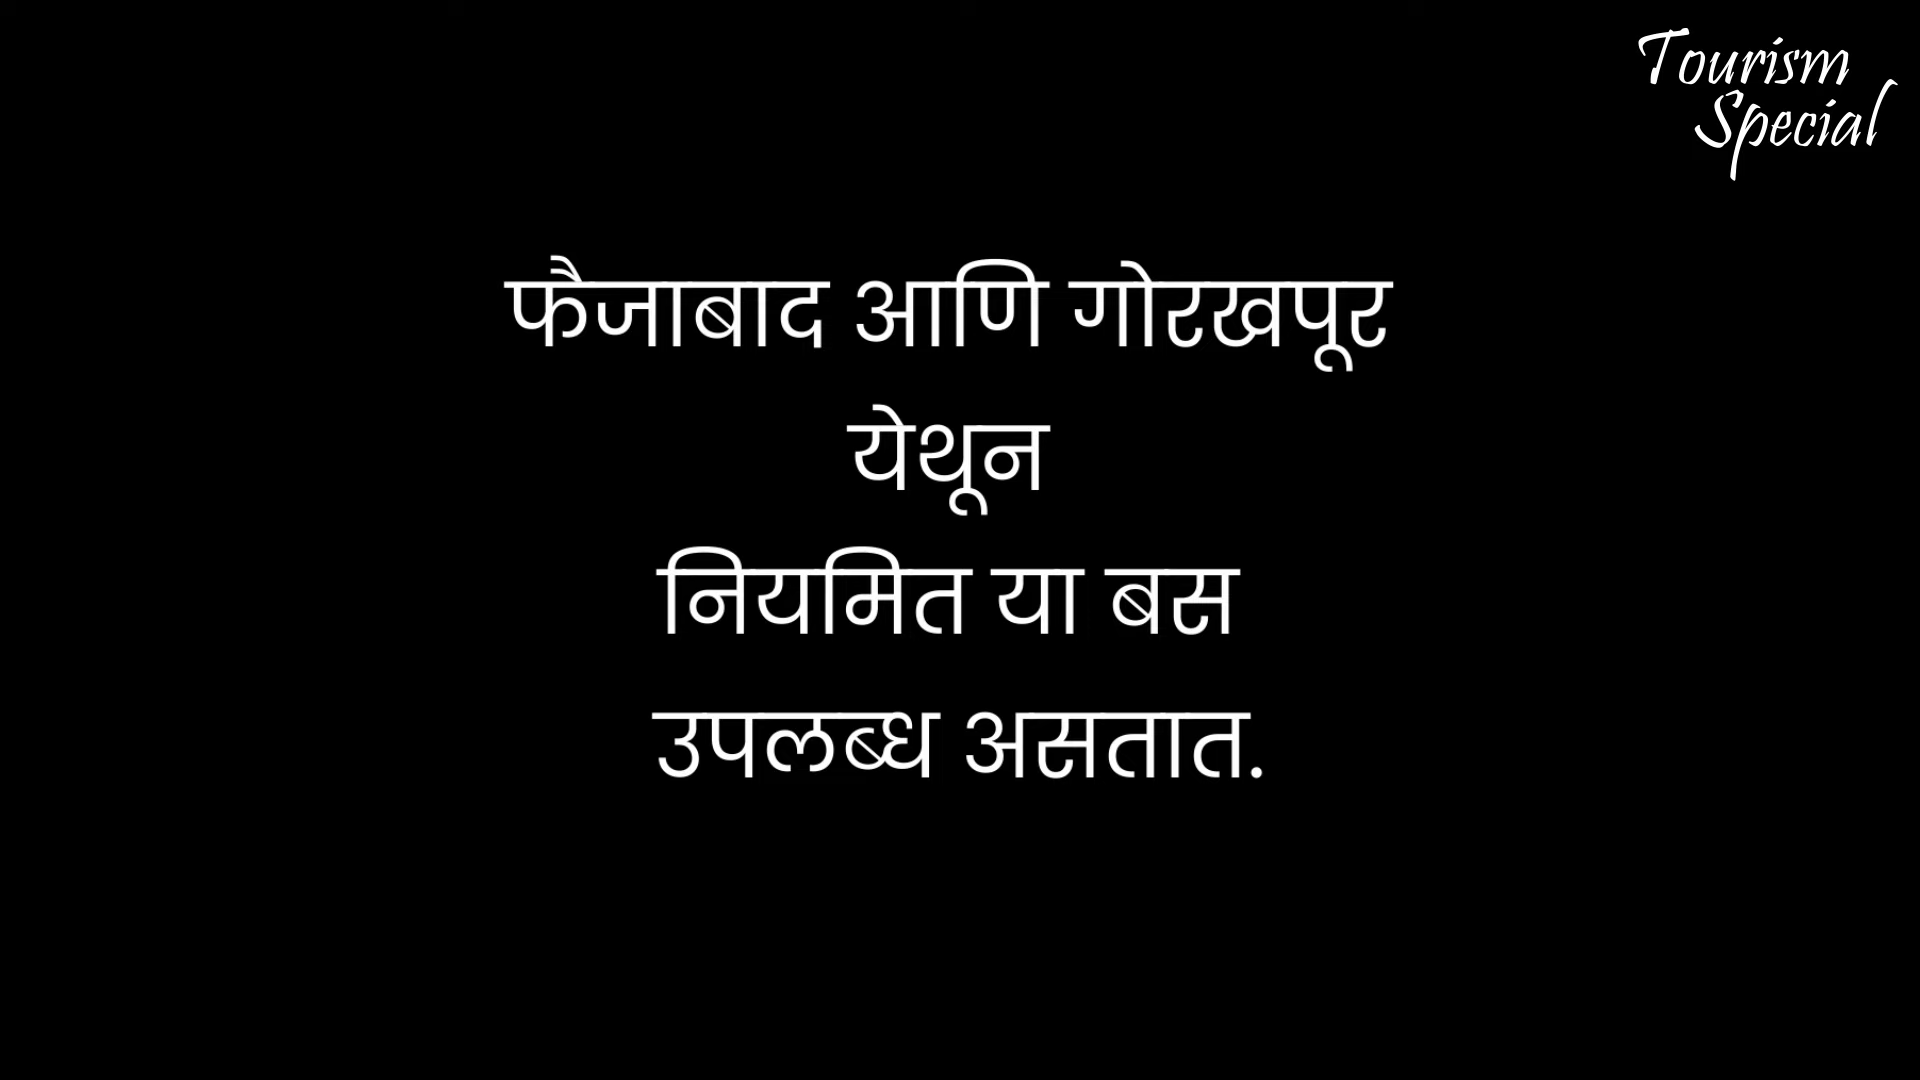 Tourism
Special
फैजाबाद आणि गोरखपूर
येथून
नियमित या बस
उपलब्ध असतात.